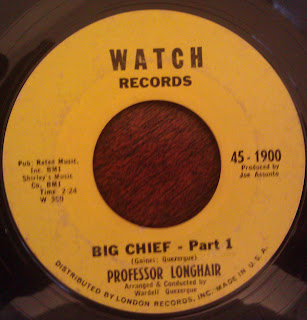 WATCH
RECORDS
Pub: Rated Music,
Inc. BMI
Shirley's Music
Co, BMI
Time 2:24
W 959
45-1900
Produced by
Joe Assunto
BIG CHIEF - Part 1
(Gaines; Quezergue)
PROFESSOR LONGHAIR
Arranged & Conducted by
Wardell Quezergue
DISTRIBUTED BY LONDON RECORDS, INC. MADE IN U.S.A.